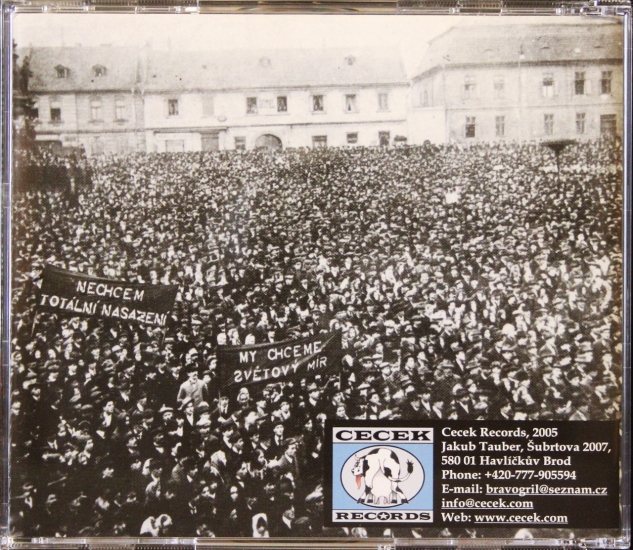 NECHCEM
TOTÁLNÍ NASAZENÍ
MY CHCEME
SVĚTOVÝ MÍR
CECEK
RECORDS
Cecek Records, 2005
Jakub Tauber, Šubrtova 2007,
580 01 Havlíčkův Brod
Phone: +420-777-905594
E-mail: bravogril@seznam.cz
info@cecek.com
Web: www.cecek.com